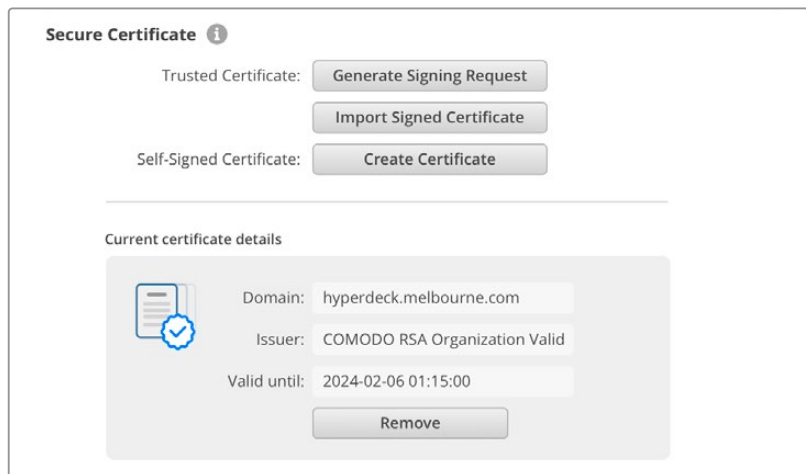 Secure Certificate
Trusted Certificate: Generate Signing Request
Import Signed Certificate
Self-Signed Certificate: Create Certificate
Current certificate details
Domain: hyperdeck.melbourne.com
Issuer: COMODO RSA Organization Valid
Valid until: 2024-02-06 01:15:00
Remove